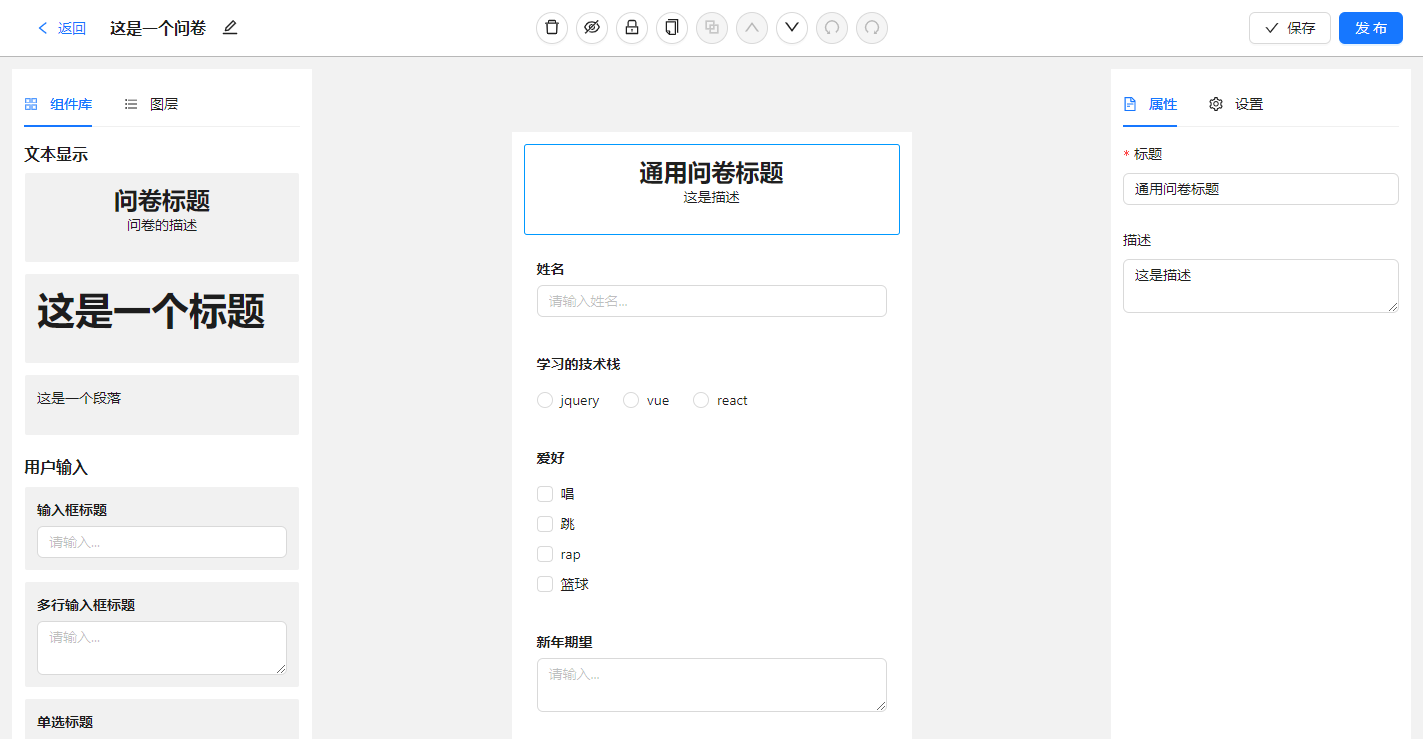 返回 这是一个问卷 保存 发布
组件库 图层
文本显示
问卷标题
问卷的描述
这是一个标题
这是一个段落
用户输入
输入框标题
请输入...
多行输入框标题
请输入...
单选标题
通用问卷标题
这是描述
姓名
请输入姓名...
学习的技术栈
jquery vue react
爱好
唱
跳
rap
篮球
新年期望
请输入...
属性 设置
* 标题
通用问卷标题
描述
这是描述